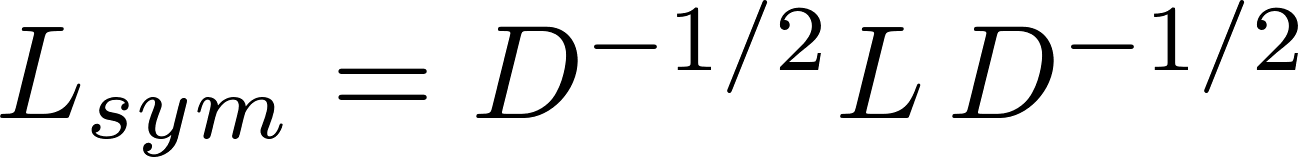 L_{sym} = D^{-1/2} L D^{-1/2}